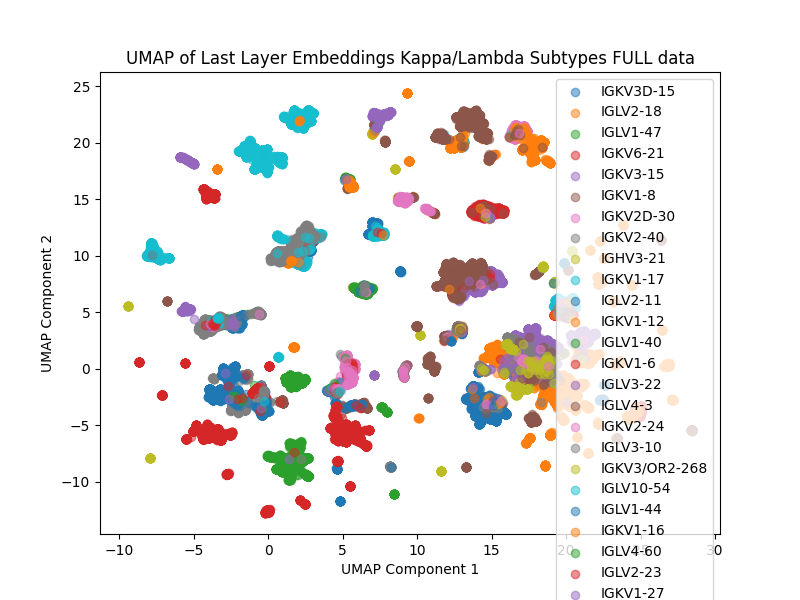 UMAP of Last Layer Embeddings Kappa/Lambda Subtypes FULL data
UMAP Component 2
25
20
15
10
5
0
−5
−10
IGKV3D-15
IGLV2-18
IGLV1-47
IGKV6-21
IGKV3-15
IGKV1-8
IGKV2D-30
IGKV2-40
IGHV3-21
IGKV1-17
IGLV2-11
IGKV1-12
IGLV1-40
IGKV1-6
IGLV3-22
IGLV4-3
IGKV2-24
IGLV3-10
IGKV3/OR2-268
IGLV10-54
IGLV1-44
IGKV1-16
IGLV4-60
IGLV2-23
IGKV1-27
−10 −5 0 5 10 15 20 30
UMAP Component 1